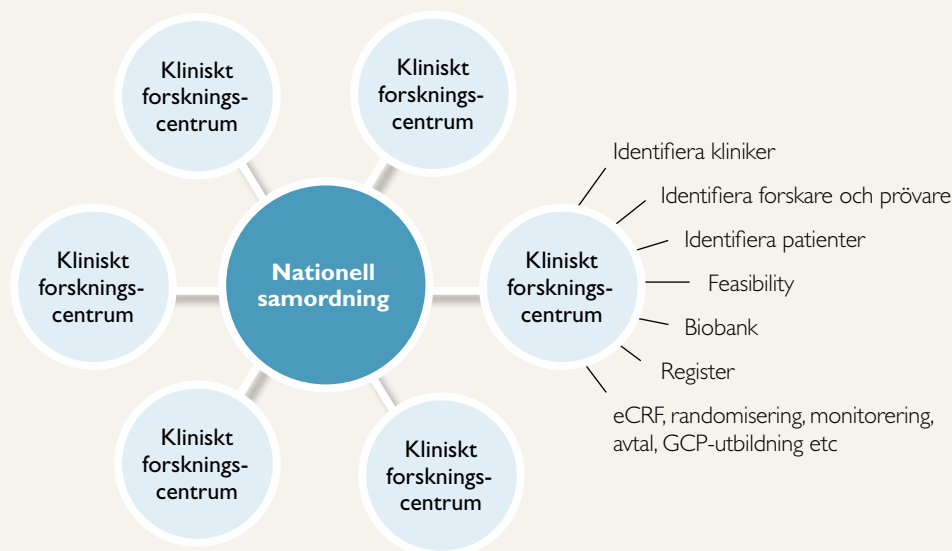 Kliniskt
forsknings-
centrum
Kliniskt
forsknings-
centrum
Kliniskt
forsknings-
centrum
Nationell
samordning
Kliniskt
forsknings-
centrum
Identifiera kliniker
Identifiera forskare och prövare
Identifiera patienter
Feasibility
Biobank
Register
eCRF, randomisering, monitorering,
avtal, GCP-utbildning etc
Kliniskt
forsknings-
centrum
Kliniskt
forsknings-
centrum